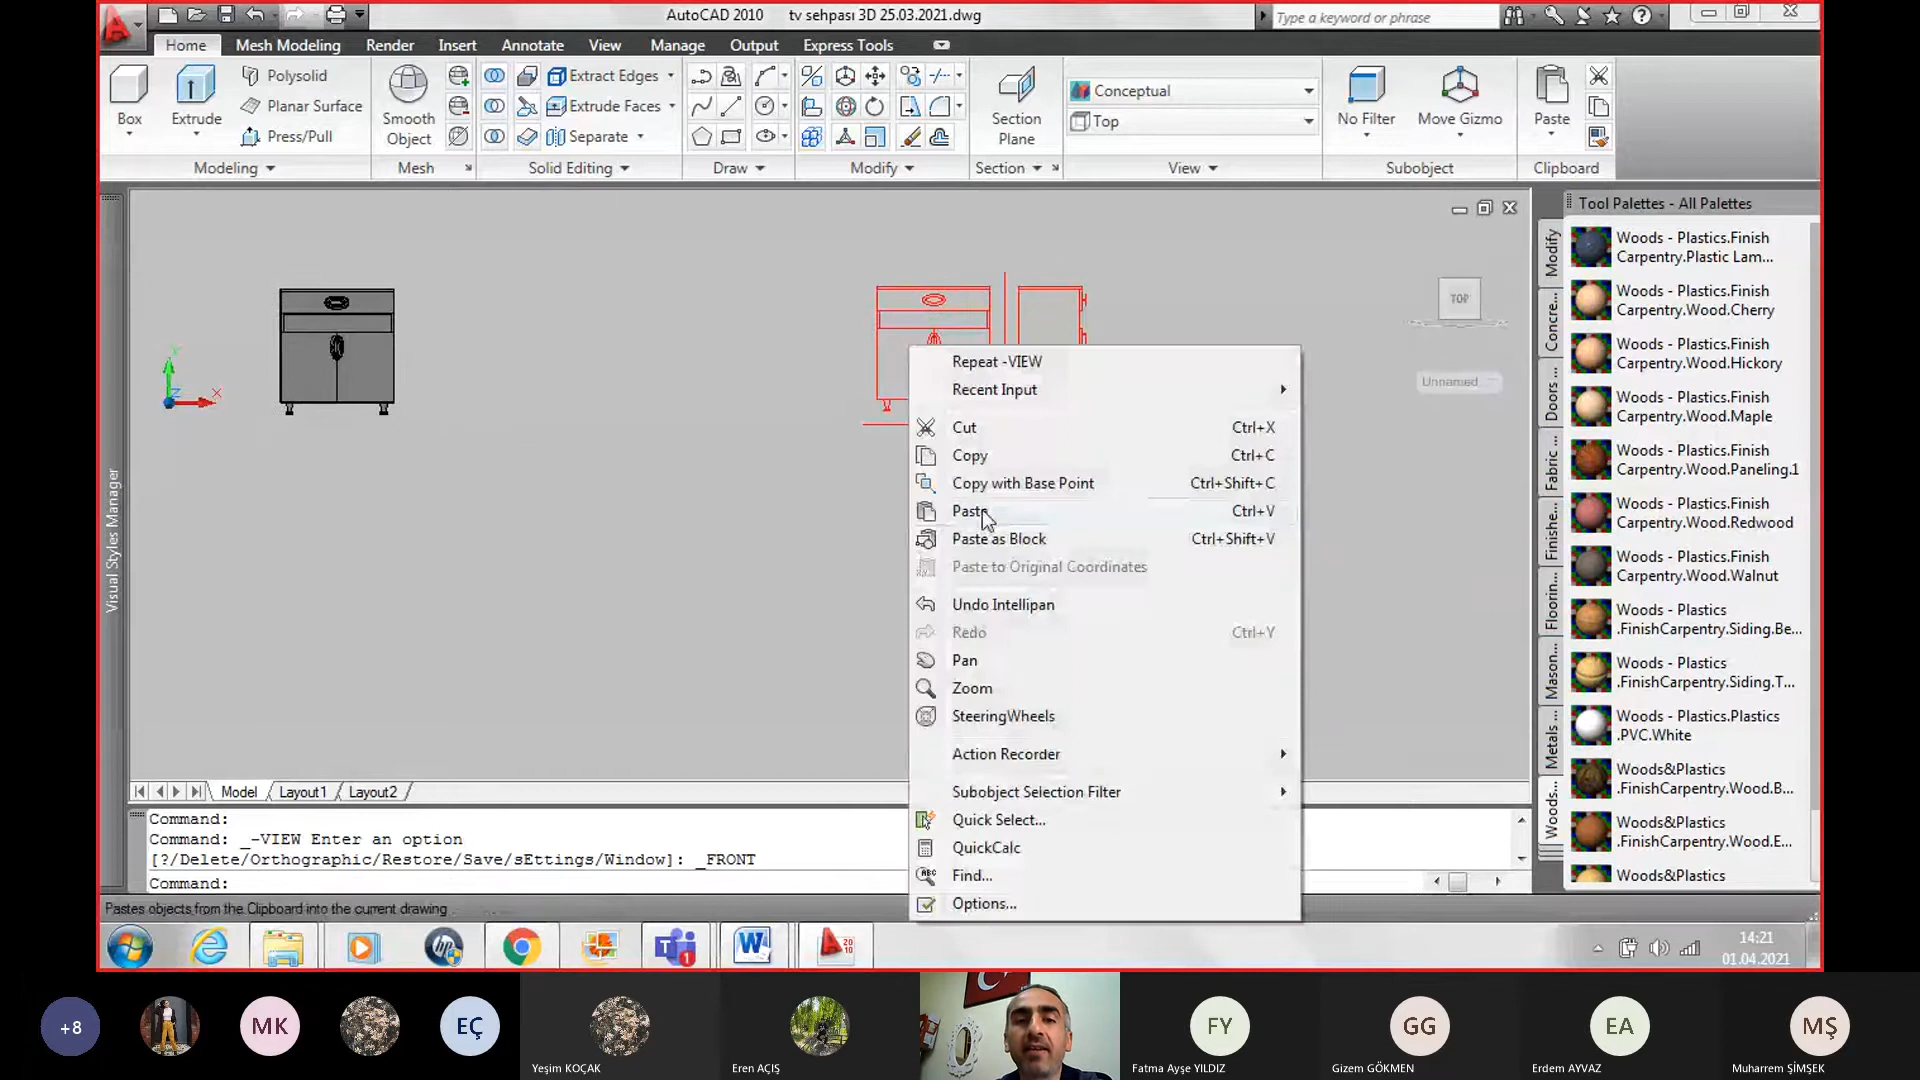 AutoCAD 2010 tv sehpası 3D 25.03.2021.dwg
Type a keyword or phrase
Home Mesh Modeling Render Insert Annotate View Manage Output Express Tools
Box
Extrude
Polysolid
Planar Surface
Press/Pull
Modeling
Smooth Object
Mesh
Extract Edges
Extrude Faces
Separate
Solid Editing
Draw
Modify
Section Plane
Section
Conceptual
Top
View
No Filter
Move Gizmo
Subobject
Paste
Clipboard
Visual Styles Manager
Y
X
Z
TOP
Unnamed
Repeat -VIEW
Recent Input
Cut Ctrl+X
Copy Ctrl+C
Copy with Base Point Ctrl+Shift+C
Paste Ctrl+V
Paste as Block Ctrl+Shift+V
Paste to Original Coordinates
Undo Intellipan
Redo Ctrl+Y
Pan
Zoom
SteeringWheels
Action Recorder
Subobject Selection Filter
Quick Select...
QuickCalc
Find...
Options...
Tool Palettes - All Palettes
Modify
Concre...
Doors ...
Fabric ...
Finishe...
Floorin...
Mason...
Metals ...
Woods...
Woods - Plastics.Finish
Carpentry.Plastic Lam...
Woods - Plastics.Finish
Carpentry.Wood.Cherry
Woods - Plastics.Finish
Carpentry.Wood.Hickory
Woods - Plastics.Finish
Carpentry.Wood.Maple
Woods - Plastics.Finish
Carpentry.Wood.Paneling.1
Woods - Plastics.Finish
Carpentry.Wood.Redwood
Woods - Plastics.Finish
Carpentry.Wood.Walnut
Woods - Plastics
.FinishCarpentry.Siding.Be...
Woods - Plastics
.FinishCarpentry.Siding.T...
Woods - Plastics.Plastics
.PVC.White
Woods&Plastics
.FinishCarpentry.Wood.B...
Woods&Plastics
.FinishCarpentry.Wood.E...
Woods&Plastics
Model Layout1 Layout2
Command:
Command: _-VIEW Enter an option
[?/Delete/Orthographic/Restore/Save/sEttings/Window]: _FRONT
Command:
Pastes objects from the Clipboard into the current drawing
14:21
01.04.2021
+8
MK
EÇ
Yeşim KOÇAK
Eren AÇIŞ
FY
Fatma Ayşe YILDIZ
GG
Gizem GÖKMEN
EA
Erdem AYVAZ
MŞ
Muharrem ŞİMŞEK